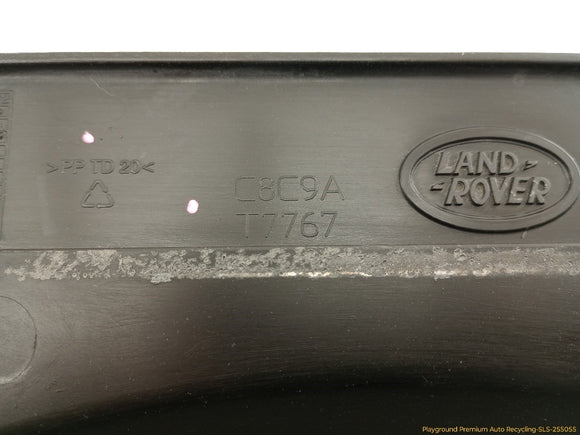 >PP TD 20<
C8C9A
T7767
LAND-
-ROVER
Playground Premium Auto Recycling-SLS-255055